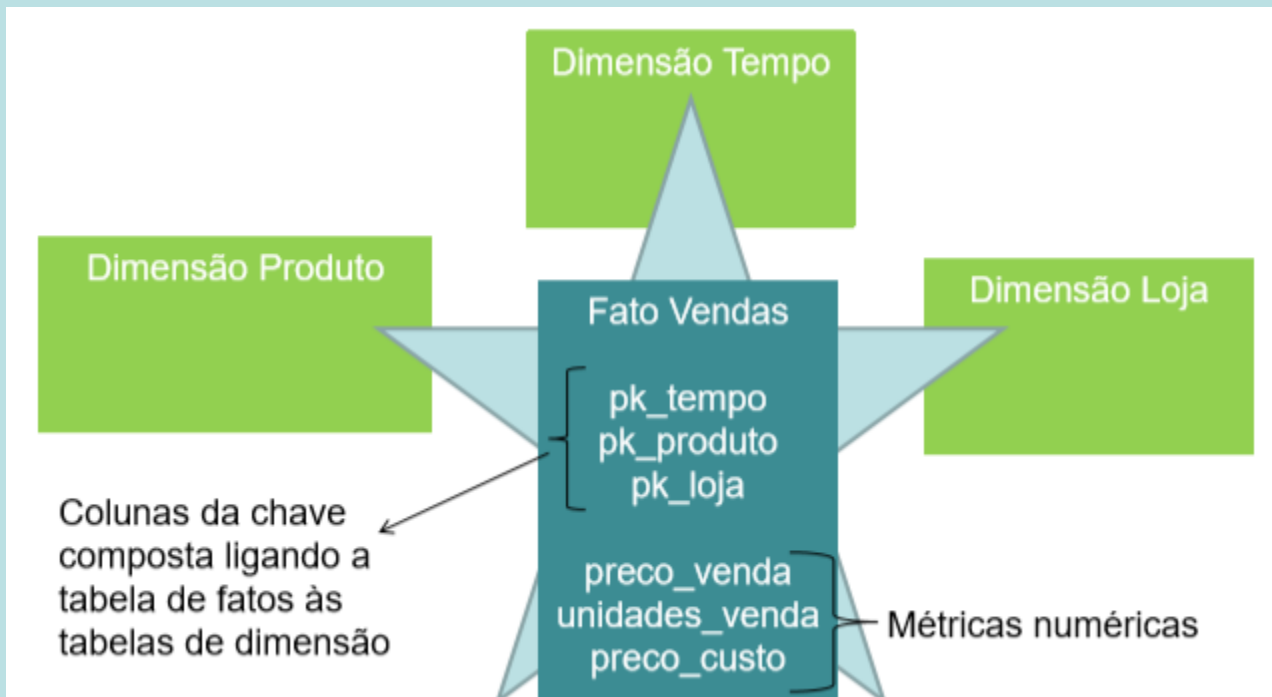 Dimensão Tempo
Dimensão Produto
Dimensão Loja
Fato Vendas
pk_tempo
pk_produto
pk_loja
Colunas da chave
composta ligando a
tabela de fatos às
tabelas de dimensão
preco_venda
unidades_venda
preco_custo
Métricas numéricas